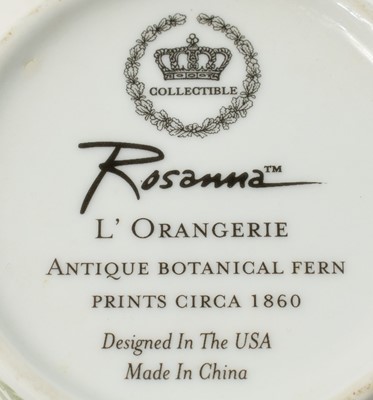 COLLECTIBLE
Rosanna™
L' ORANGERIE
ANTIQUE BOTANICAL FERN
PRINTS CIRCA 1860
Designed In The USA
Made In China